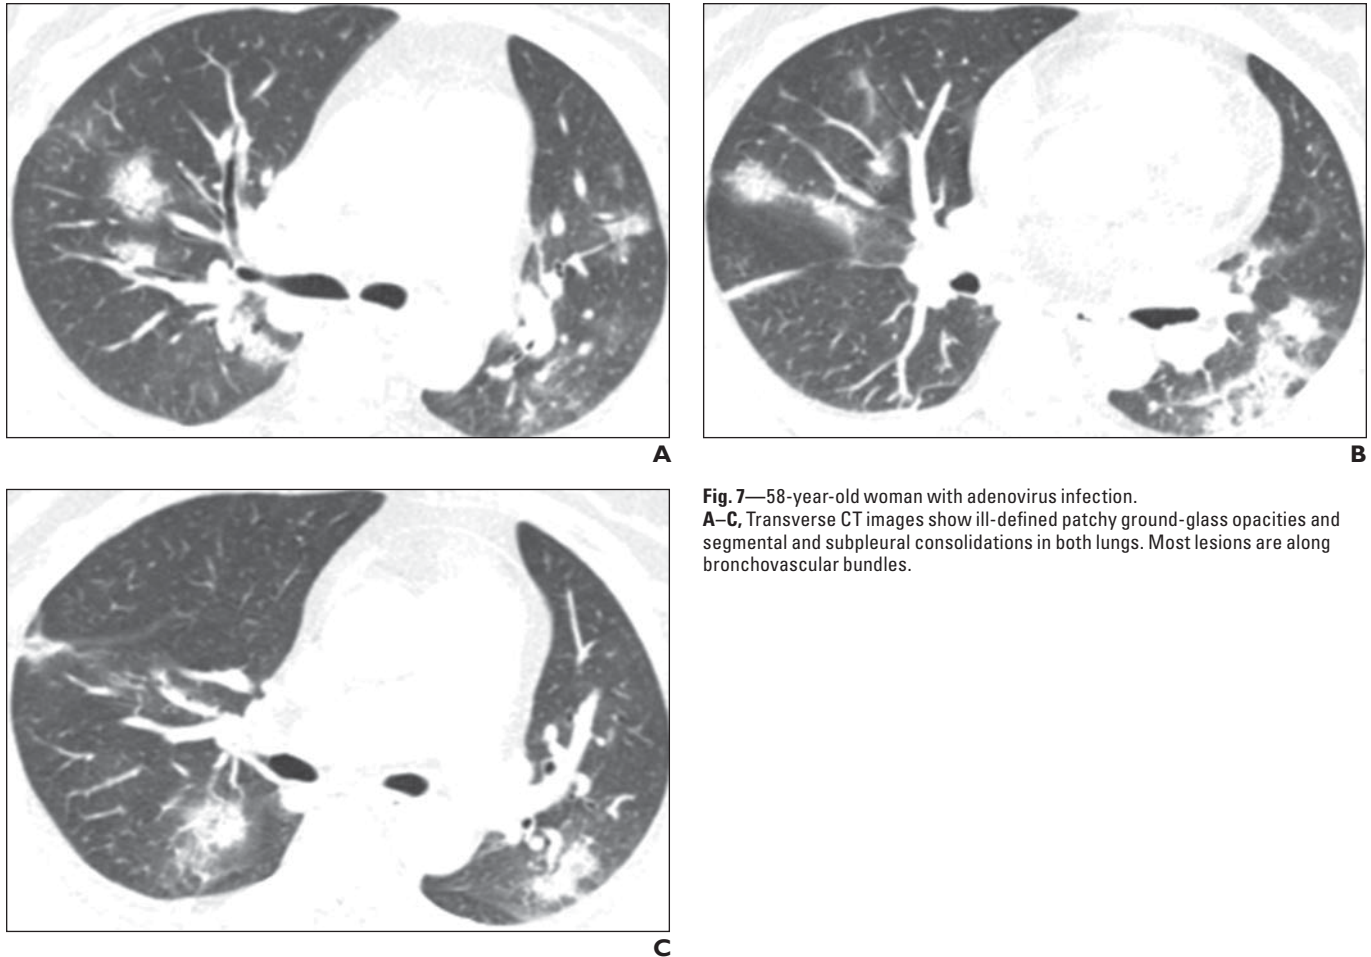 A
B
Fig. 7—58-year-old woman with adenovirus infection.
A–C, Transverse CT images show ill-defined patchy ground-glass opacities and
segmental and subpleural consolidations in both lungs. Most lesions are along
bronchovascular bundles.
C